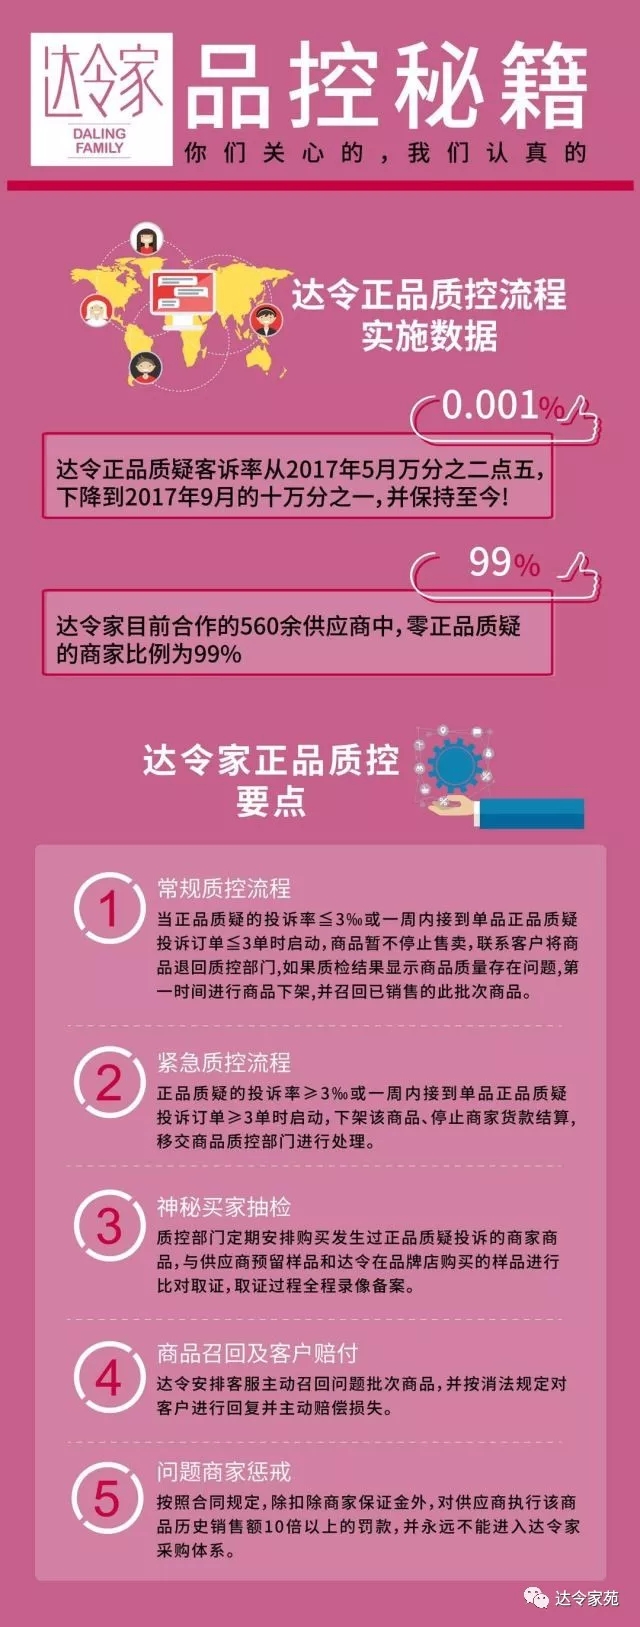 达令家
DALING
FAMILY
品控秘籍
你们关心的，我们认真的
达令正品质控流程
实施数据
0.001%
达令正品质疑客诉率从2017年5月万分之二点五，
下降到2017年9月的十万分之一，并保持至今!
99%
达令家目前合作的560余供应商中，零正品质疑
的商家比例为99%
达令家正品质控
要点
1
常规质控流程
当正品质疑的投诉率≦3‰或一周内接到单品正品质疑
投诉订单≦3单时启动，商品暂不停止售卖，联系客户将商
品退回质控部门，如果质检结果显示商品质量存在问题，第
一时间进行商品下架，并召回已销售的此批次商品。
2
紧急质控流程
正品质疑的投诉率≥3‰或一周内接到单品正品质疑
投诉订单≥3单时启动，下架该商品、停止商家货款结算，
移交商品质控部门进行处理。
3
神秘买家抽检
质控部门定期安排购买发生过正品质疑投诉的商家商
品，与供应商预留样品和达令在品牌店购买的样品进行
比对取证，取证过程全程录像备案。
4
商品召回及客户赔付
达令安排客服主动召回问题批次商品，并按消法规定对
客户进行回复并主动赔偿损失。
5
问题商家惩戒
按照合同规定，除扣除商家保证金外，对供应商执行该商
品历史销售额10倍以上的罚款，并永远不能进入达令家
采购体系。
达令家苑